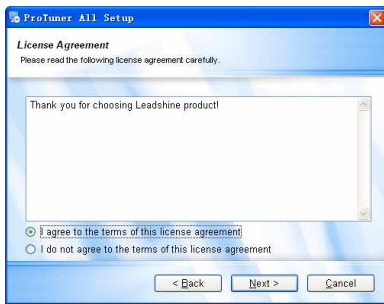 ProTuner All Setup
License Agreement
Please read the following license agreement carefully.
Thank you for choosing Leadshine product!
I agree to the terms of this license agreement
I do not agree to the terms of this license agreement
< Back Next > Cancel